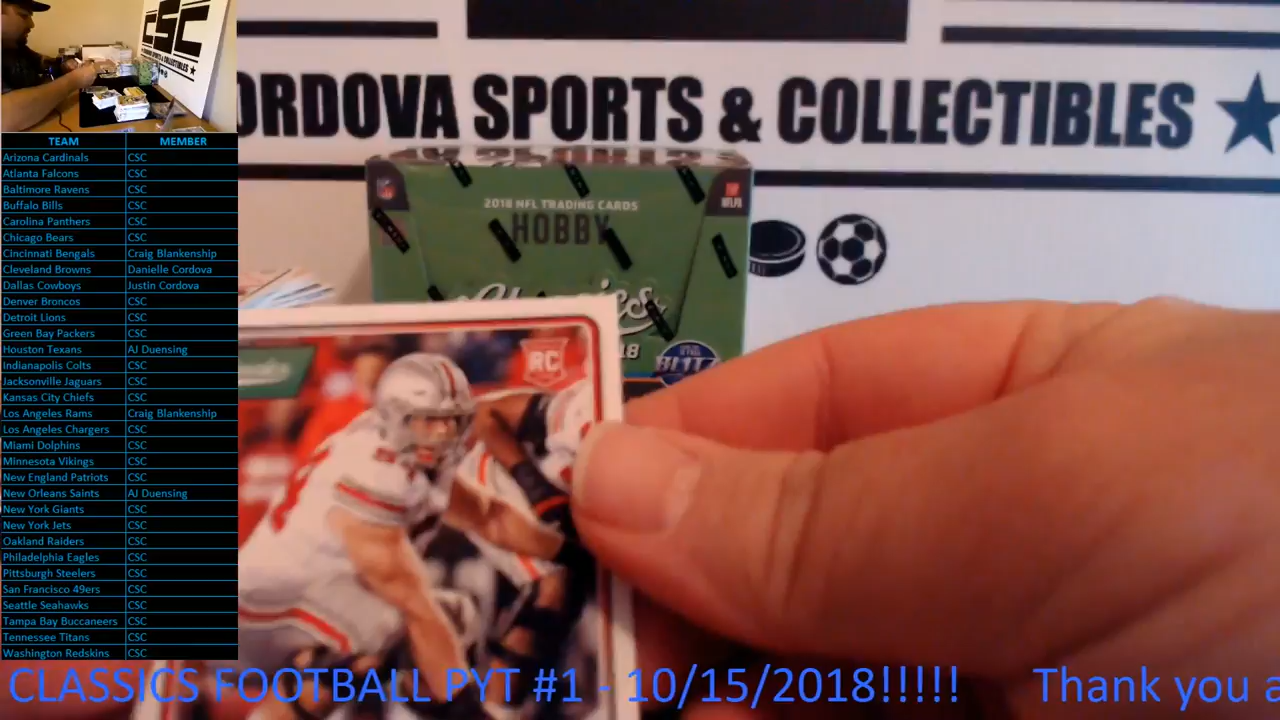 CSC
ORDOVA SPORTS & COLLECTIBLES
2018 NFL TRADING CARDS
HOBBY
NFL
NFLPA
Classics
18
BLITZ
RC
TEAM MEMBER
Arizona Cardinals CSC
Atlanta Falcons CSC
Baltimore Ravens CSC
Buffalo Bills CSC
Carolina Panthers CSC
Chicago Bears CSC
Cincinnati Bengals Craig Blankenship
Cleveland Browns Danielle Cordova
Dallas Cowboys Justin Cordova
Denver Broncos CSC
Detroit Lions CSC
Green Bay Packers CSC
Houston Texans AJ Duensing
Indianapolis Colts CSC
Jacksonville Jaguars CSC
Kansas City Chiefs CSC
Los Angeles Rams Craig Blankenship
Los Angeles Chargers CSC
Miami Dolphins CSC
Minnesota Vikings CSC
New England Patriots CSC
New Orleans Saints AJ Duensing
New York Giants CSC
New York Jets CSC
Oakland Raiders CSC
Philadelphia Eagles CSC
Pittsburgh Steelers CSC
San Francisco 49ers CSC
Seattle Seahawks CSC
Tampa Bay Buccaneers CSC
Tennessee Titans CSC
Washington Redskins CSC
CLASSICS FOOTBALL PYT #1 - 10/15/2018!!!!! Thank you a